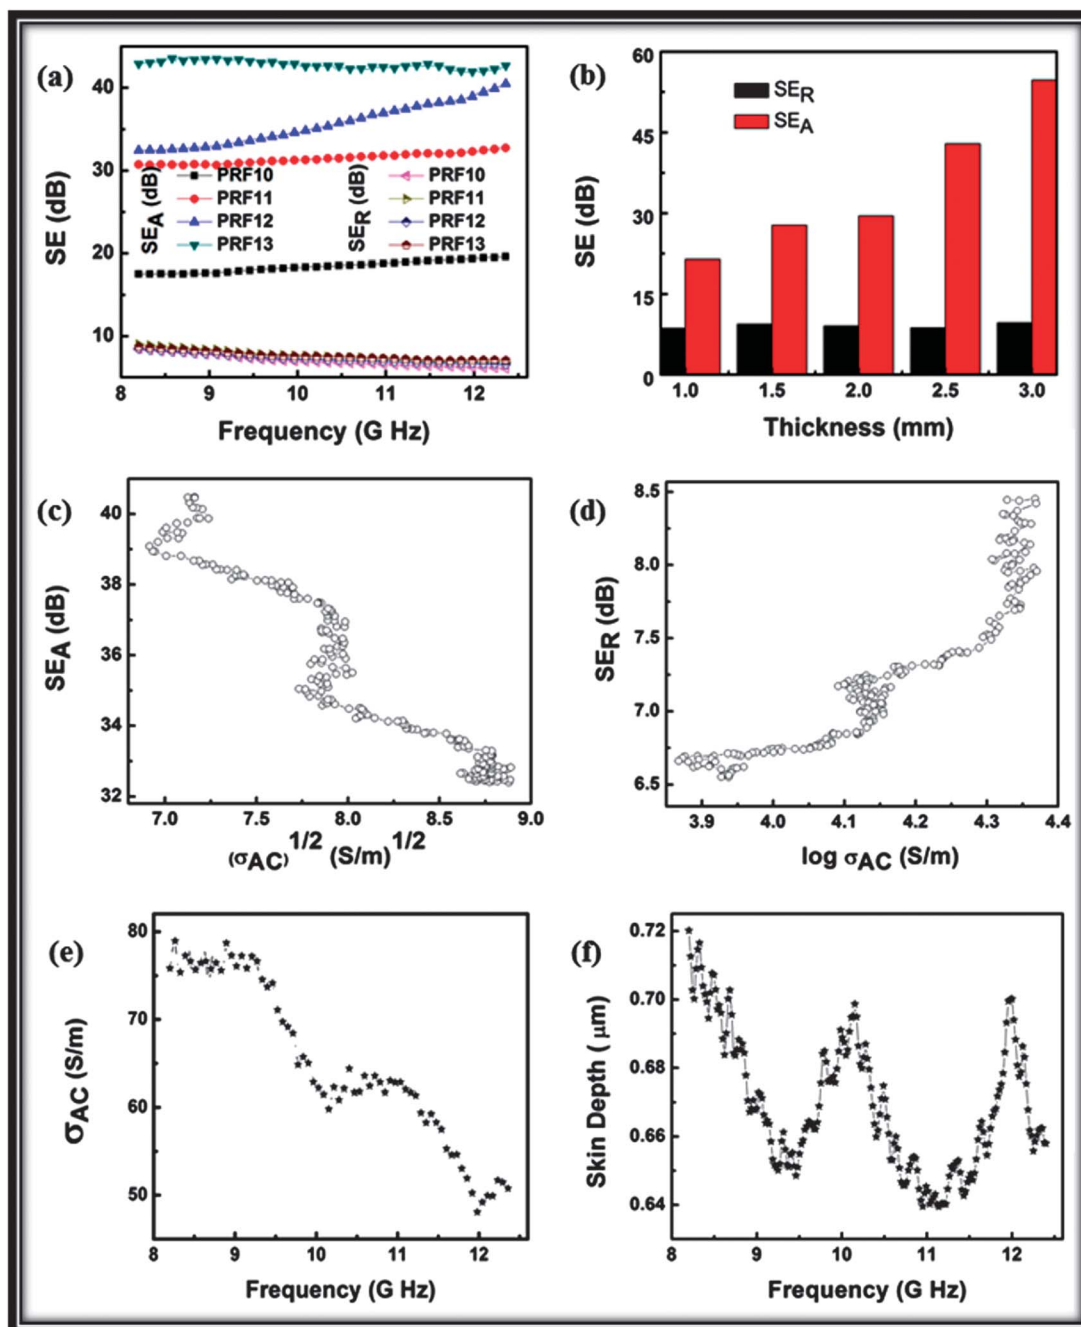 (a)
40
30
20
10
SE (dB)
SEA (dB)
PRF10
PRF11
PRF12
PRF13
SER (dB)
PRF10
PRF11
PRF12
PRF13
8 9 10 11 12
Frequency (G Hz)
(b)
60
45
30
15
0
SE (dB)
SER
SEA
1.0 1.5 2.0 2.5 3.0
Thickness (mm)
(c)
40
38
36
34
32
SEA (dB)
7.0 7.5 8.0 8.5 9.0
(σAC)1/2 (S/m)1/2
(d)
8.5
8.0
7.5
7.0
6.5
SER (dB)
3.9 4.0 4.1 4.2 4.3 4.4
log σAC (S/m)
(e)
80
70
60
50
σAC (S/m)
8 9 10 11 12
Frequency (G Hz)
(f)
0.72
0.70
0.68
0.66
0.64
Skin Depth ( μm)
8 9 10 11 12
Frequency (G Hz)